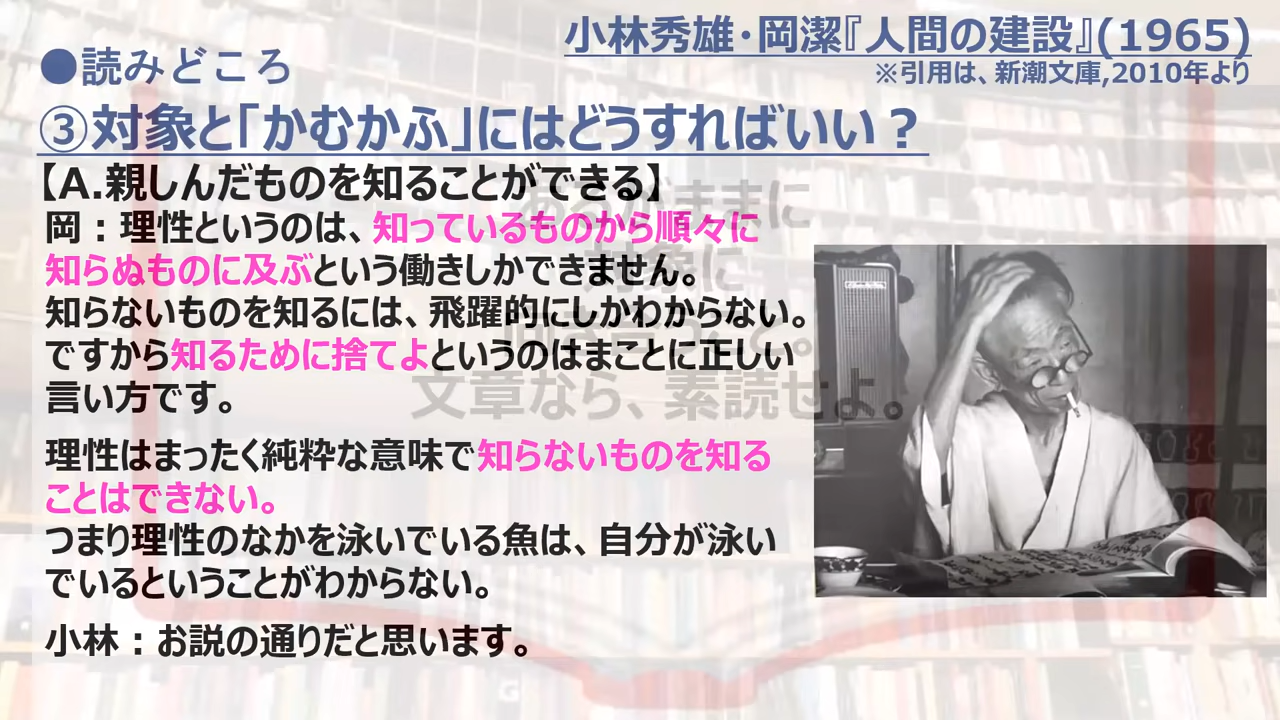 小林秀雄・岡潔『人間の建設』(1965)
※引用は、新潮文庫,2010年より
●読みどころ
③対象と「かむかふ」にはどうすればいい？
【A.親しんだものを知ることができる】
岡：理性というのは、知っているものから順々に
知らぬものに及ぶという働きしかできません。
知らないものを知るには、飛躍的にしかわからない。
ですから知るために捨てよというのはまことに正しい
言い方です。
理性はまったく純粋な意味で知らないものを知る
ことはできない。
つまり理性のなかを泳いでいる魚は、自分が泳い
でいるということがわからない。
小林：お説の通りだと思います。
ままに
対象に
文章なら、素読せよ。